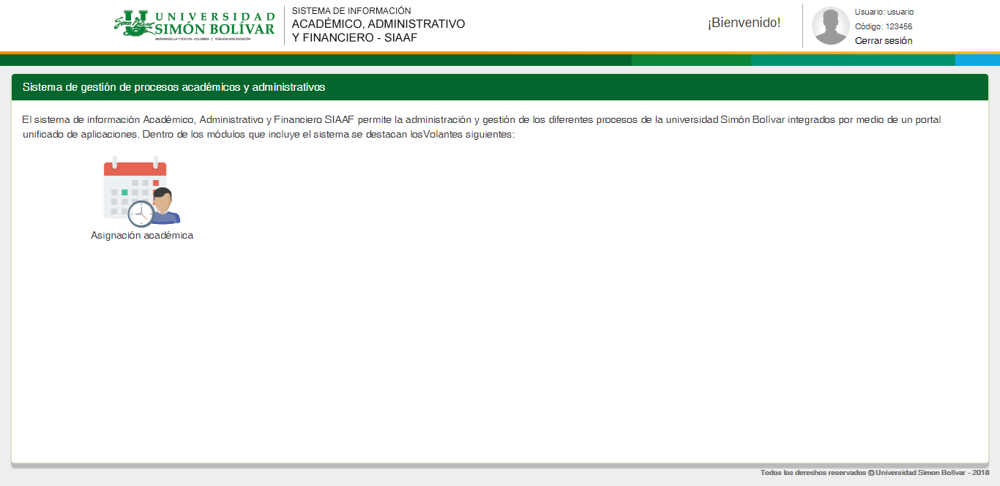 UNIVERSIDAD
SIMÓN BOLÍVAR
BARRANQUILLA Y CÚCUTA - COLOMBIA | VIGILADA MINEDUCACIÓN
SISTEMA DE INFORMACIÓN
ACADÉMICO, ADMINISTRATIVO
Y FINANCIERO - SIAAF
¡Bienvenido!
Usuario: usuario
Código: 123456
Cerrar sesión
Sistema de gestión de procesos académicos y administrativos
El sistema de información Académico, Administrativo y Financiero SIAAF permite la administración y gestión de los diferentes procesos de la universidad Simón Bolívar integrados por medio de un portal
unificado de aplicaciones. Dentro de los módulos que incluye el sistema se destacan losVolantes siguientes:
Asignación académica
Todos los derechos reservados © Universidad Simon Bolívar - 2018